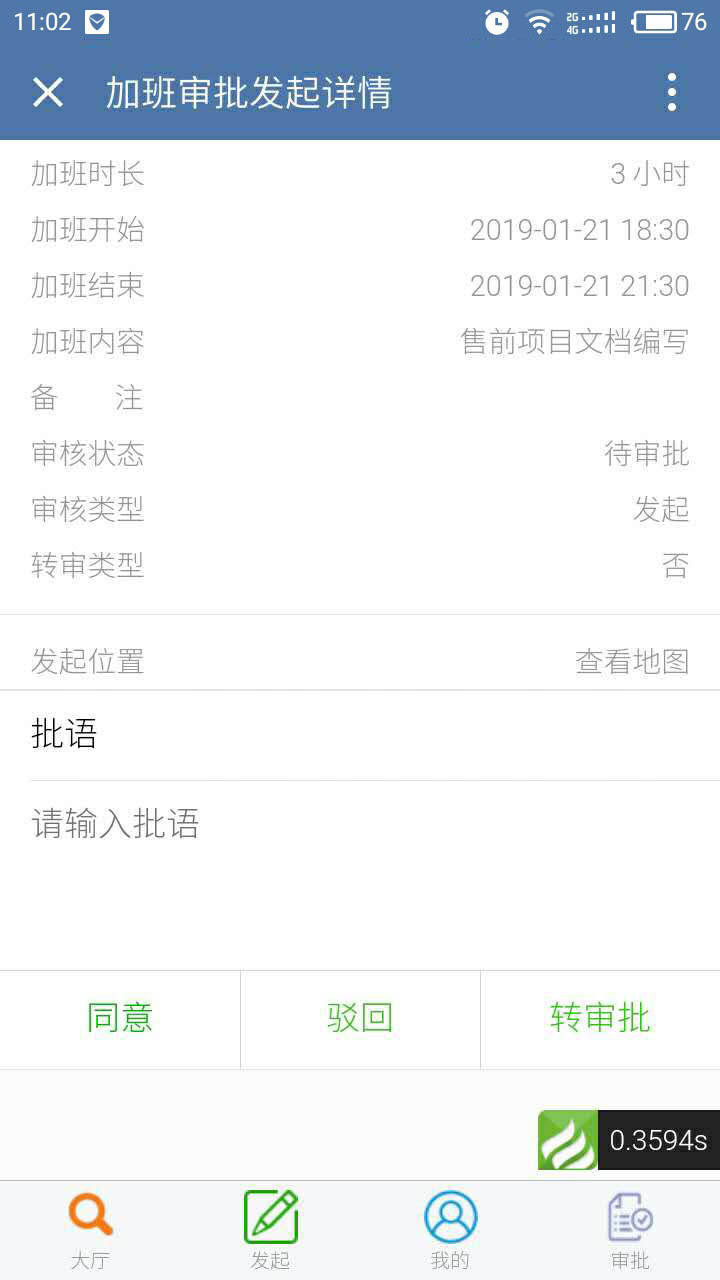 11:02 2G 4G 76
加班审批发起详情
加班时长 3 小时
加班开始 2019-01-21 18:30
加班结束 2019-01-21 21:30
加班内容 售前项目文档编写
备 注
审核状态 待审批
审核类型 发起
转审类型 否
发起位置 查看地图
批语
请输入批语
同意 驳回 转审批
0.3594s
大厅 发起 我的 审批